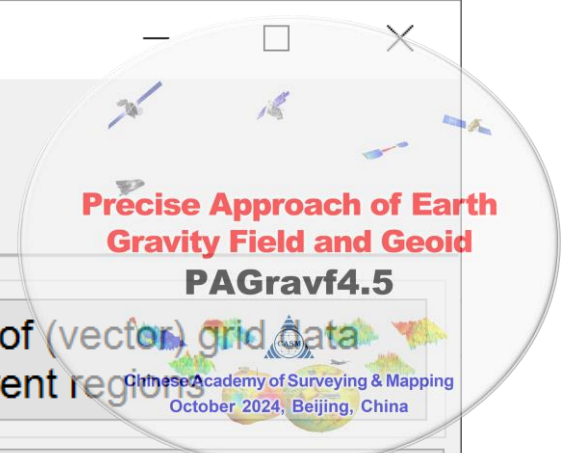 Precise Approach of Earth
Gravity Field and Geoid
PAGravf4.5
of (vector) grid data
CASM
ent regions
Chinese Academy of Surveying & Mapping
October 2024, Beijing, China